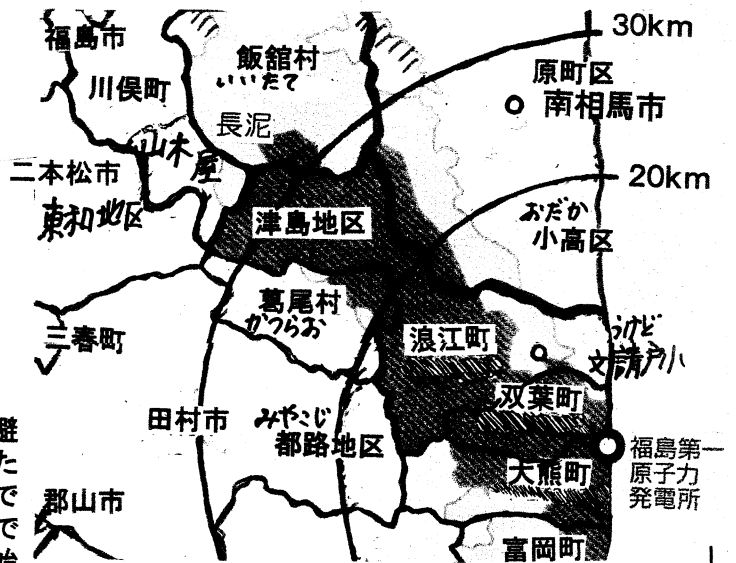 30km
福島市
飯舘村
いいたて
原町区
南相馬市
川俣町
長泥
山木屋
二本松市
20km
東和地区
津島地区
おだか
小高区
葛尾村
かつらお
うけど
請戸小
浪江町
三春町
双葉町
田村市
みやこじ
都路地区
福島第一
原子力
発電所
大熊町
郡山市
富岡町
避
た
で
で